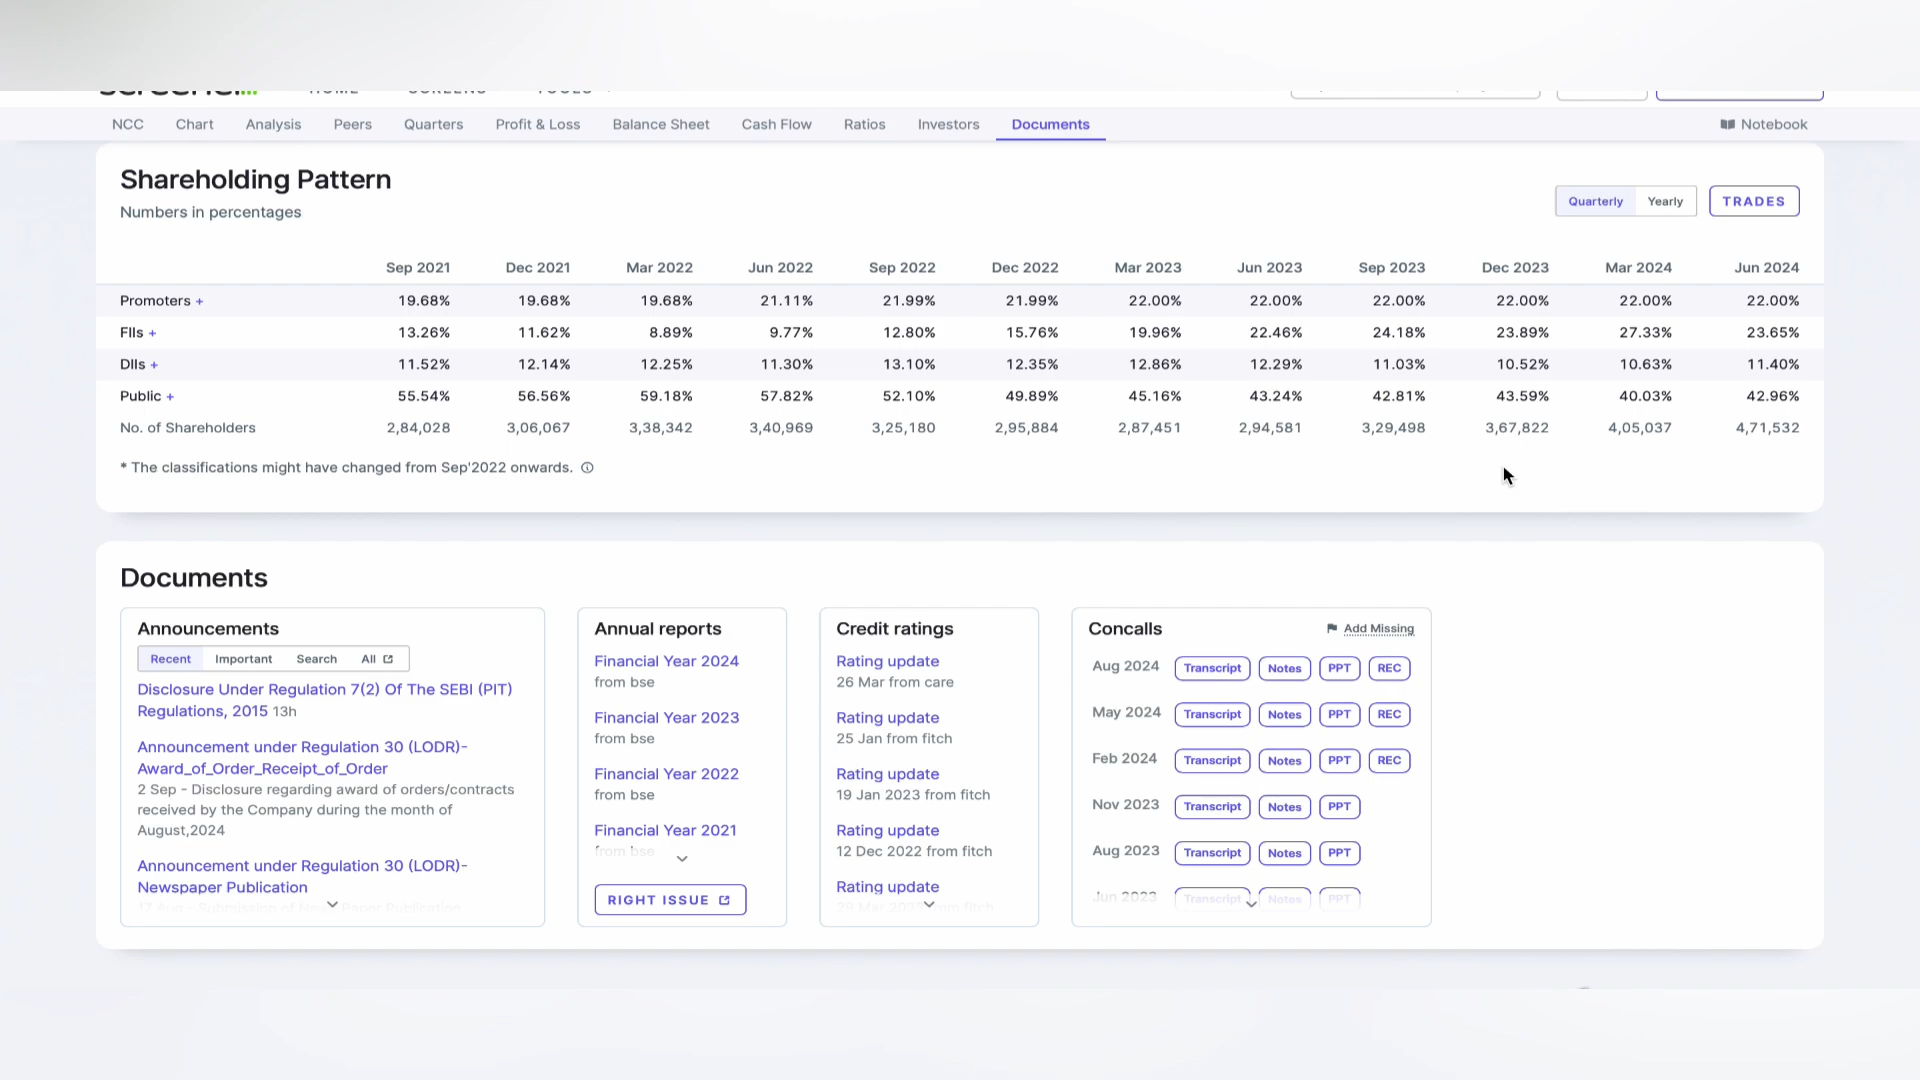 NCC Chart Analysis Peers Quarters Profit & Loss Balance Sheet Cash Flow Ratios Investors Documents Notebook
Shareholding Pattern
Numbers in percentages
Quarterly Yearly TRADES
Sep 2021 Dec 2021 Mar 2022 Jun 2022 Sep 2022 Dec 2022 Mar 2023 Jun 2023 Sep 2023 Dec 2023 Mar 2024 Jun 2024
Promoters + 19.68% 19.68% 19.68% 21.11% 21.99% 21.99% 22.00% 22.00% 22.00% 22.00% 22.00% 22.00%
FIIs + 13.26% 11.62% 8.89% 9.77% 12.80% 15.76% 19.96% 22.46% 24.18% 23.89% 27.33% 23.65%
DIIs + 11.52% 12.14% 12.25% 11.30% 13.10% 12.35% 12.86% 12.29% 11.03% 10.52% 10.63% 11.40%
Public + 55.54% 56.56% 59.18% 57.82% 52.10% 49.89% 45.16% 43.24% 42.81% 43.59% 40.03% 42.96%
No. of Shareholders 2,84,028 3,06,067 3,38,342 3,40,969 3,25,180 2,95,884 2,87,451 2,94,581 3,29,498 3,67,822 4,05,037 4,71,532
* The classifications might have changed from Sep'2022 onwards.
Documents
Announcements
Recent Important Search All
Disclosure Under Regulation 7(2) Of The SEBI (PIT)
Regulations, 2015 13h
Announcement under Regulation 30 (LODR)-
Award_of_Order_Receipt_of_Order
2 Sep - Disclosure regarding award of orders/contracts
received by the Company during the month of
August,2024
Announcement under Regulation 30 (LODR)-
Newspaper Publication
Annual reports
Financial Year 2024
from bse
Financial Year 2023
from bse
Financial Year 2022
from bse
Financial Year 2021
from bse
RIGHT ISSUE
Credit ratings
Rating update
26 Mar from care
Rating update
25 Jan from fitch
Rating update
19 Jan 2023 from fitch
Rating update
12 Dec 2022 from fitch
Rating update
Concalls Add Missing
Aug 2024 Transcript Notes PPT REC
May 2024 Transcript Notes PPT REC
Feb 2024 Transcript Notes PPT REC
Nov 2023 Transcript Notes PPT
Aug 2023 Transcript Notes PPT
Jun 2023 Transcript Notes PPT